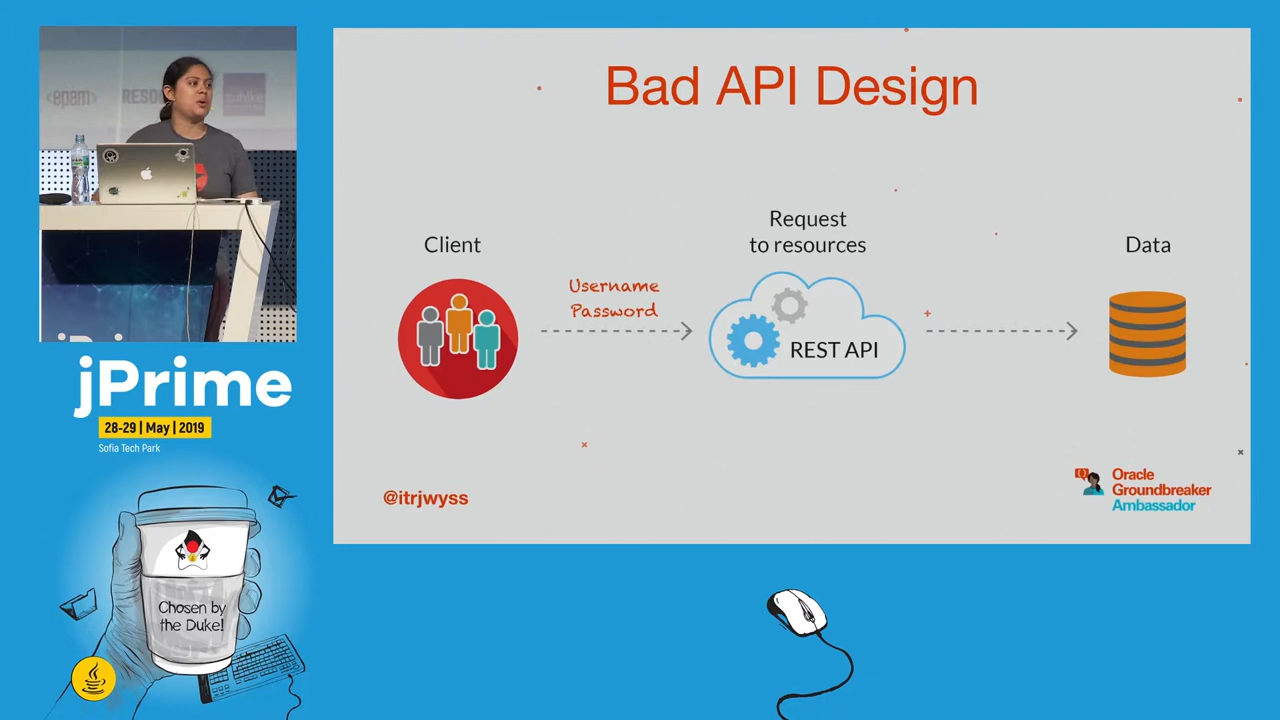 <epam>
Bad API Design
Client
Request
to resources
Data
Username
Password
REST API
@itrjwyss
Oracle
Groundbreaker
Ambassador
jPrime
28-29 | May | 2019
Sofia Tech Park
Chosen by
the Duke!